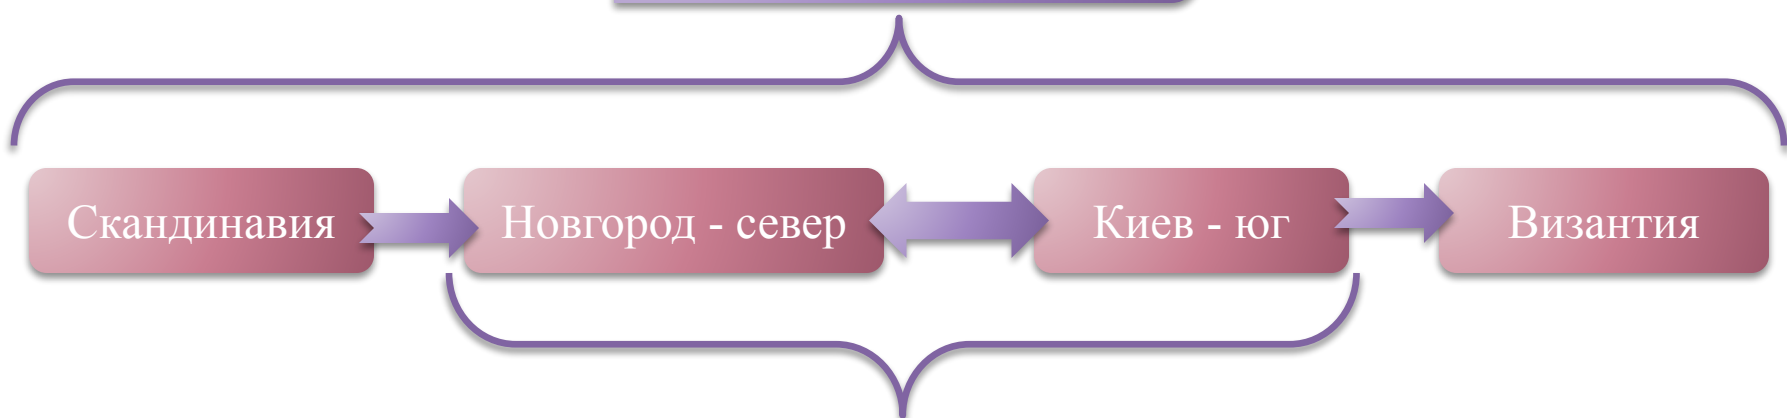 Скандинавия
Новгород - север
Киев - юг
Византия